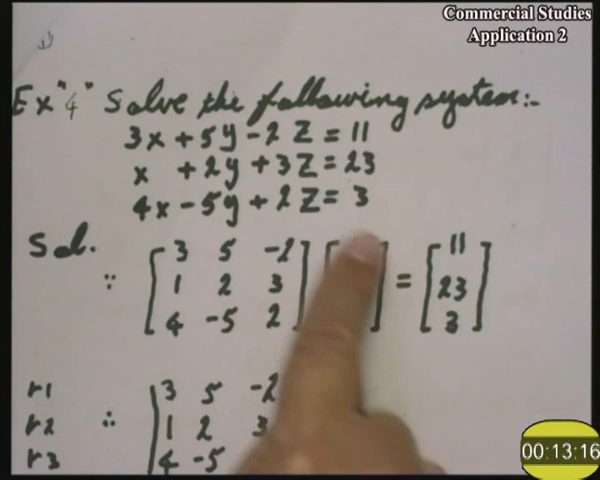 Commercial Studies
Application 2
Ex "4" Solve the following system:-
3x + 5y - 2z = 11
x + 2y + 3z = 23
4x - 5y + 2z = 3
Sol.
∵ [ 3 5 -2 ] [ ] = [ 11 ]
[ 1 2 3 ] [ ] [ 23 ]
[ 4 -5 2 ] [ ] [ 3 ]
r1 | 3 5 -2
r2 ∴ | 1 2 3
r3 | 4 -5
00:13:16